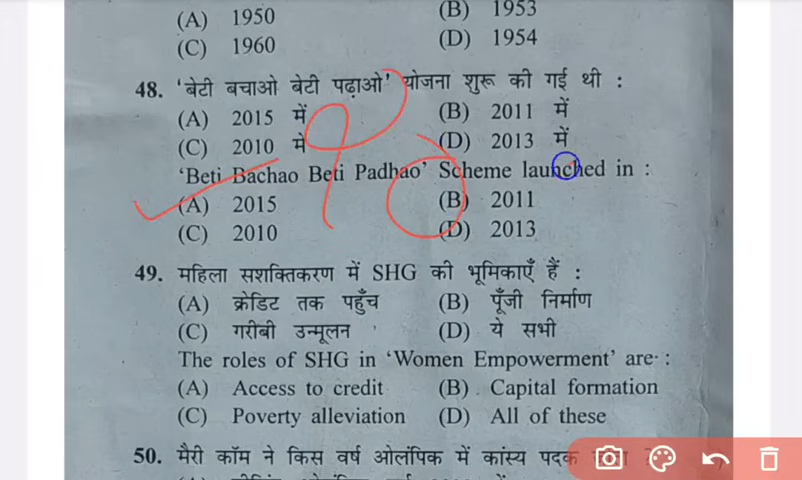 (A) 1950 (B) 1953
(C) 1960 (D) 1954
48. 'बेटी बचाओ बेटी पढ़ाओ' योजना शुरू की गई थी :
(A) 2015 में (B) 2011 में
(C) 2010 में (D) 2013 में
'Beti Bachao Beti Padhao' Scheme launched in :
(A) 2015 (B) 2011
(C) 2010 (D) 2013
49. महिला सशक्तिकरण में SHG की भूमिकाएँ हैं :
(A) क्रेडिट तक पहुँच (B) पूँजी निर्माण
(C) गरीबी उन्मूलन (D) ये सभी
The roles of SHG in 'Women Empowerment' are :
(A) Access to credit (B) Capital formation
(C) Poverty alleviation (D) All of these
50. मैरी कॉम ने किस वर्ष ओलंपिक में कांस्य पदक